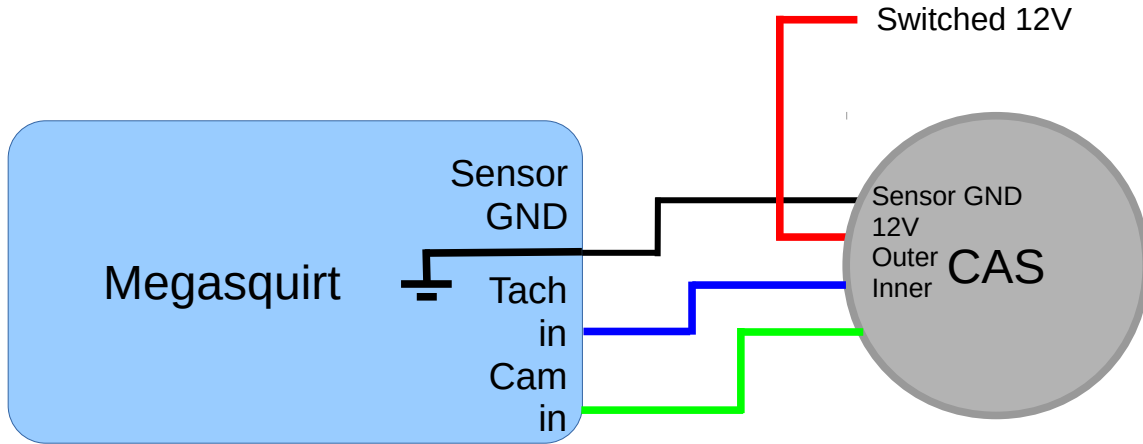 Switched 12V
Sensor
GND
Megasquirt
Tach
in
Cam
in
Sensor GND
12V
Outer
Inner
CAS